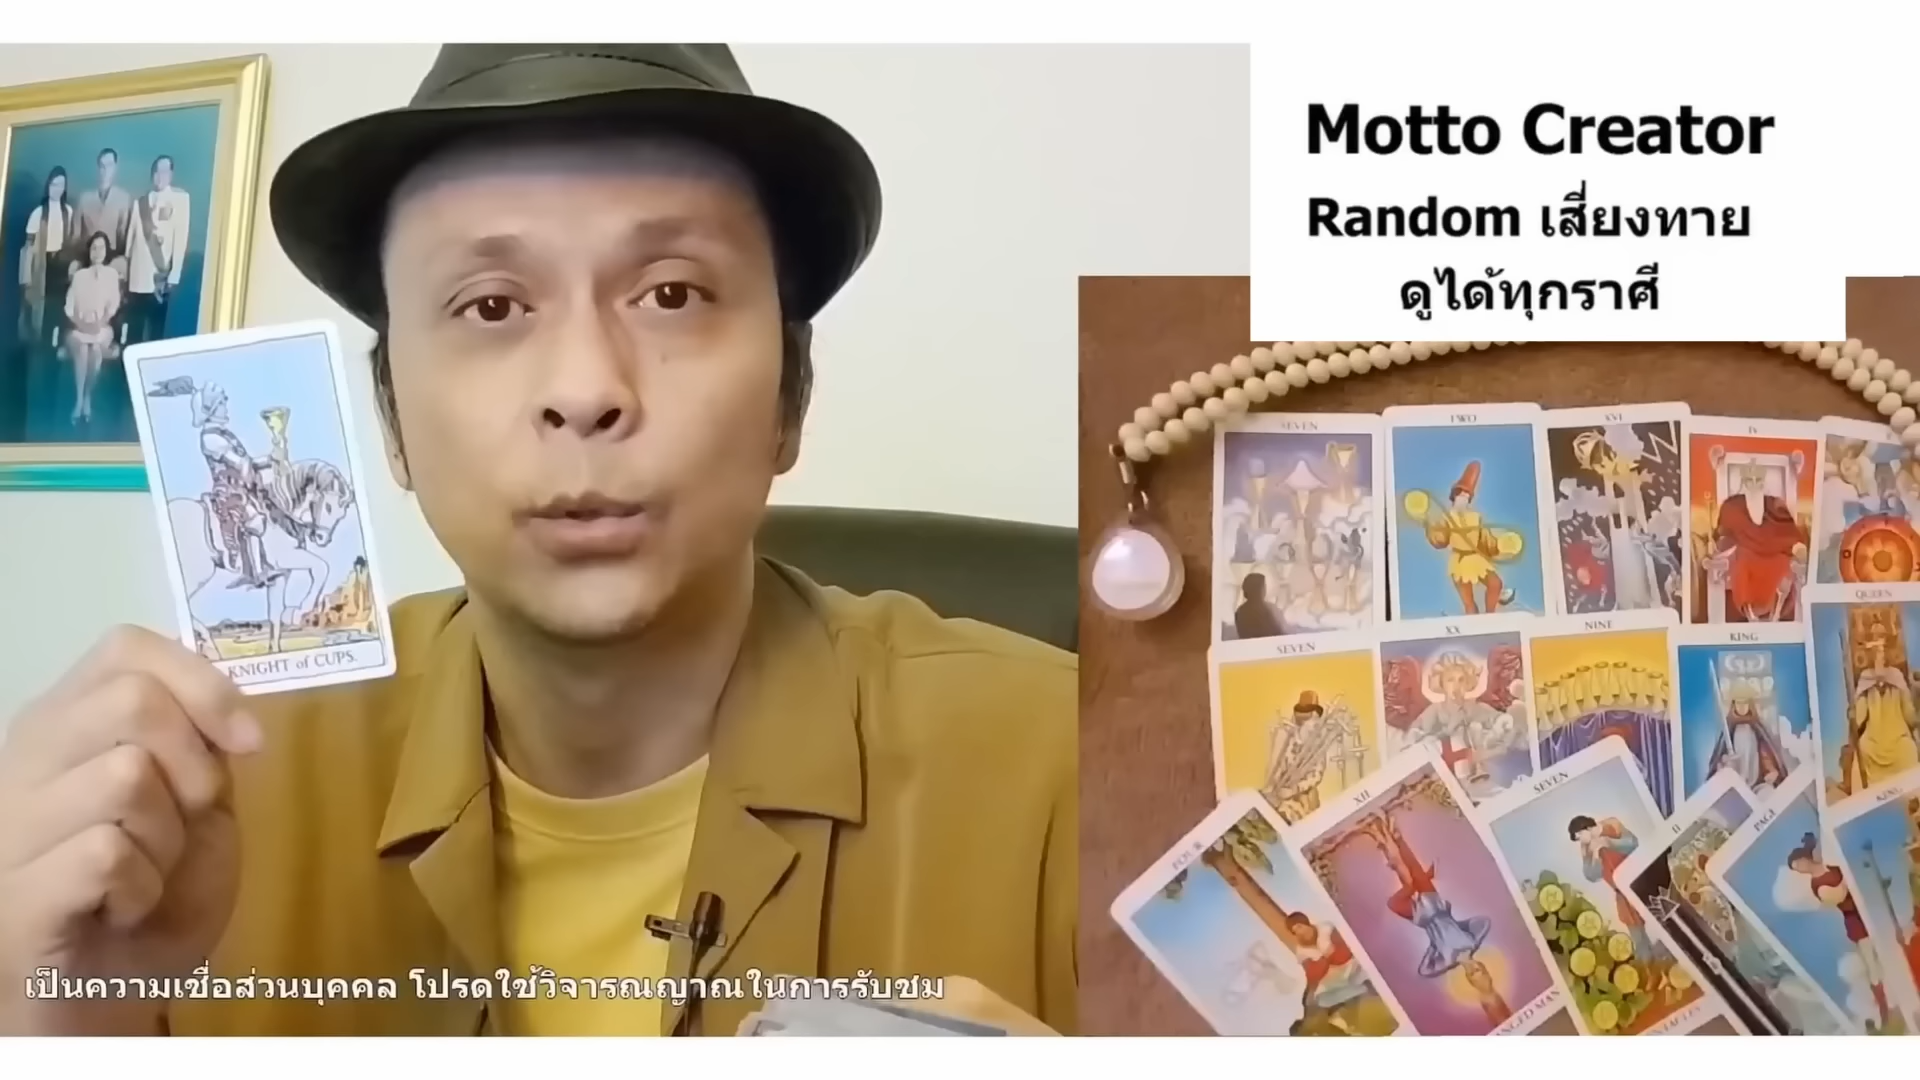 Motto Creator
Random เสี่ยงทาย
ดูได้ทุกราศี
KNIGHT of CUPS.
SEVEN
TWO
XVI
IV
QUEEN
SEVEN
XX
NINE
KING
FOUR
XII
SEVEN
II
PAGE
KING
เป็นความเชื่อส่วนบุคคล โปรดใช้วิจารณญาณในการรับชม